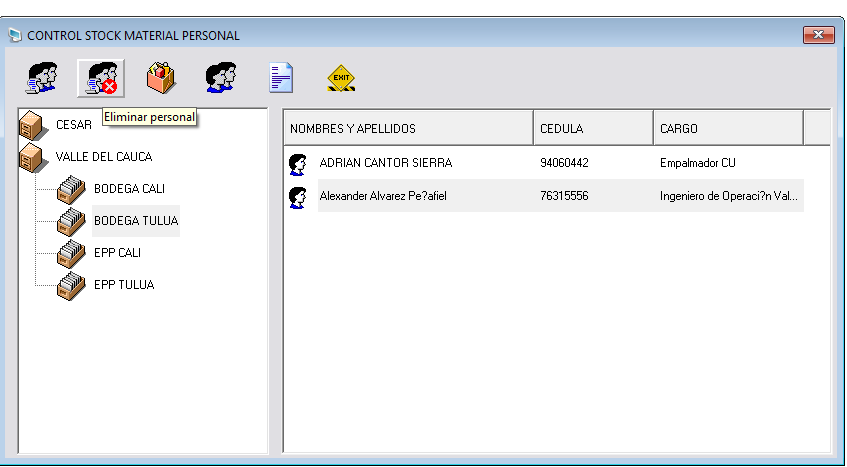 CONTROL STOCK MATERIAL PERSONAL
EXIT
Eliminar personal
CESAR
VALLE DEL CAUCA
BODEGA CALI
BODEGA TULUA
EPP CALI
EPP TULUA
NOMBRES Y APELLIDOS CEDULA CARGO
ADRIAN CANTOR SIERRA 94060442 Empalmador CU
Alexander Alvarez Pe?afiel 76315556 Ingeniero de Operaci?n Val...